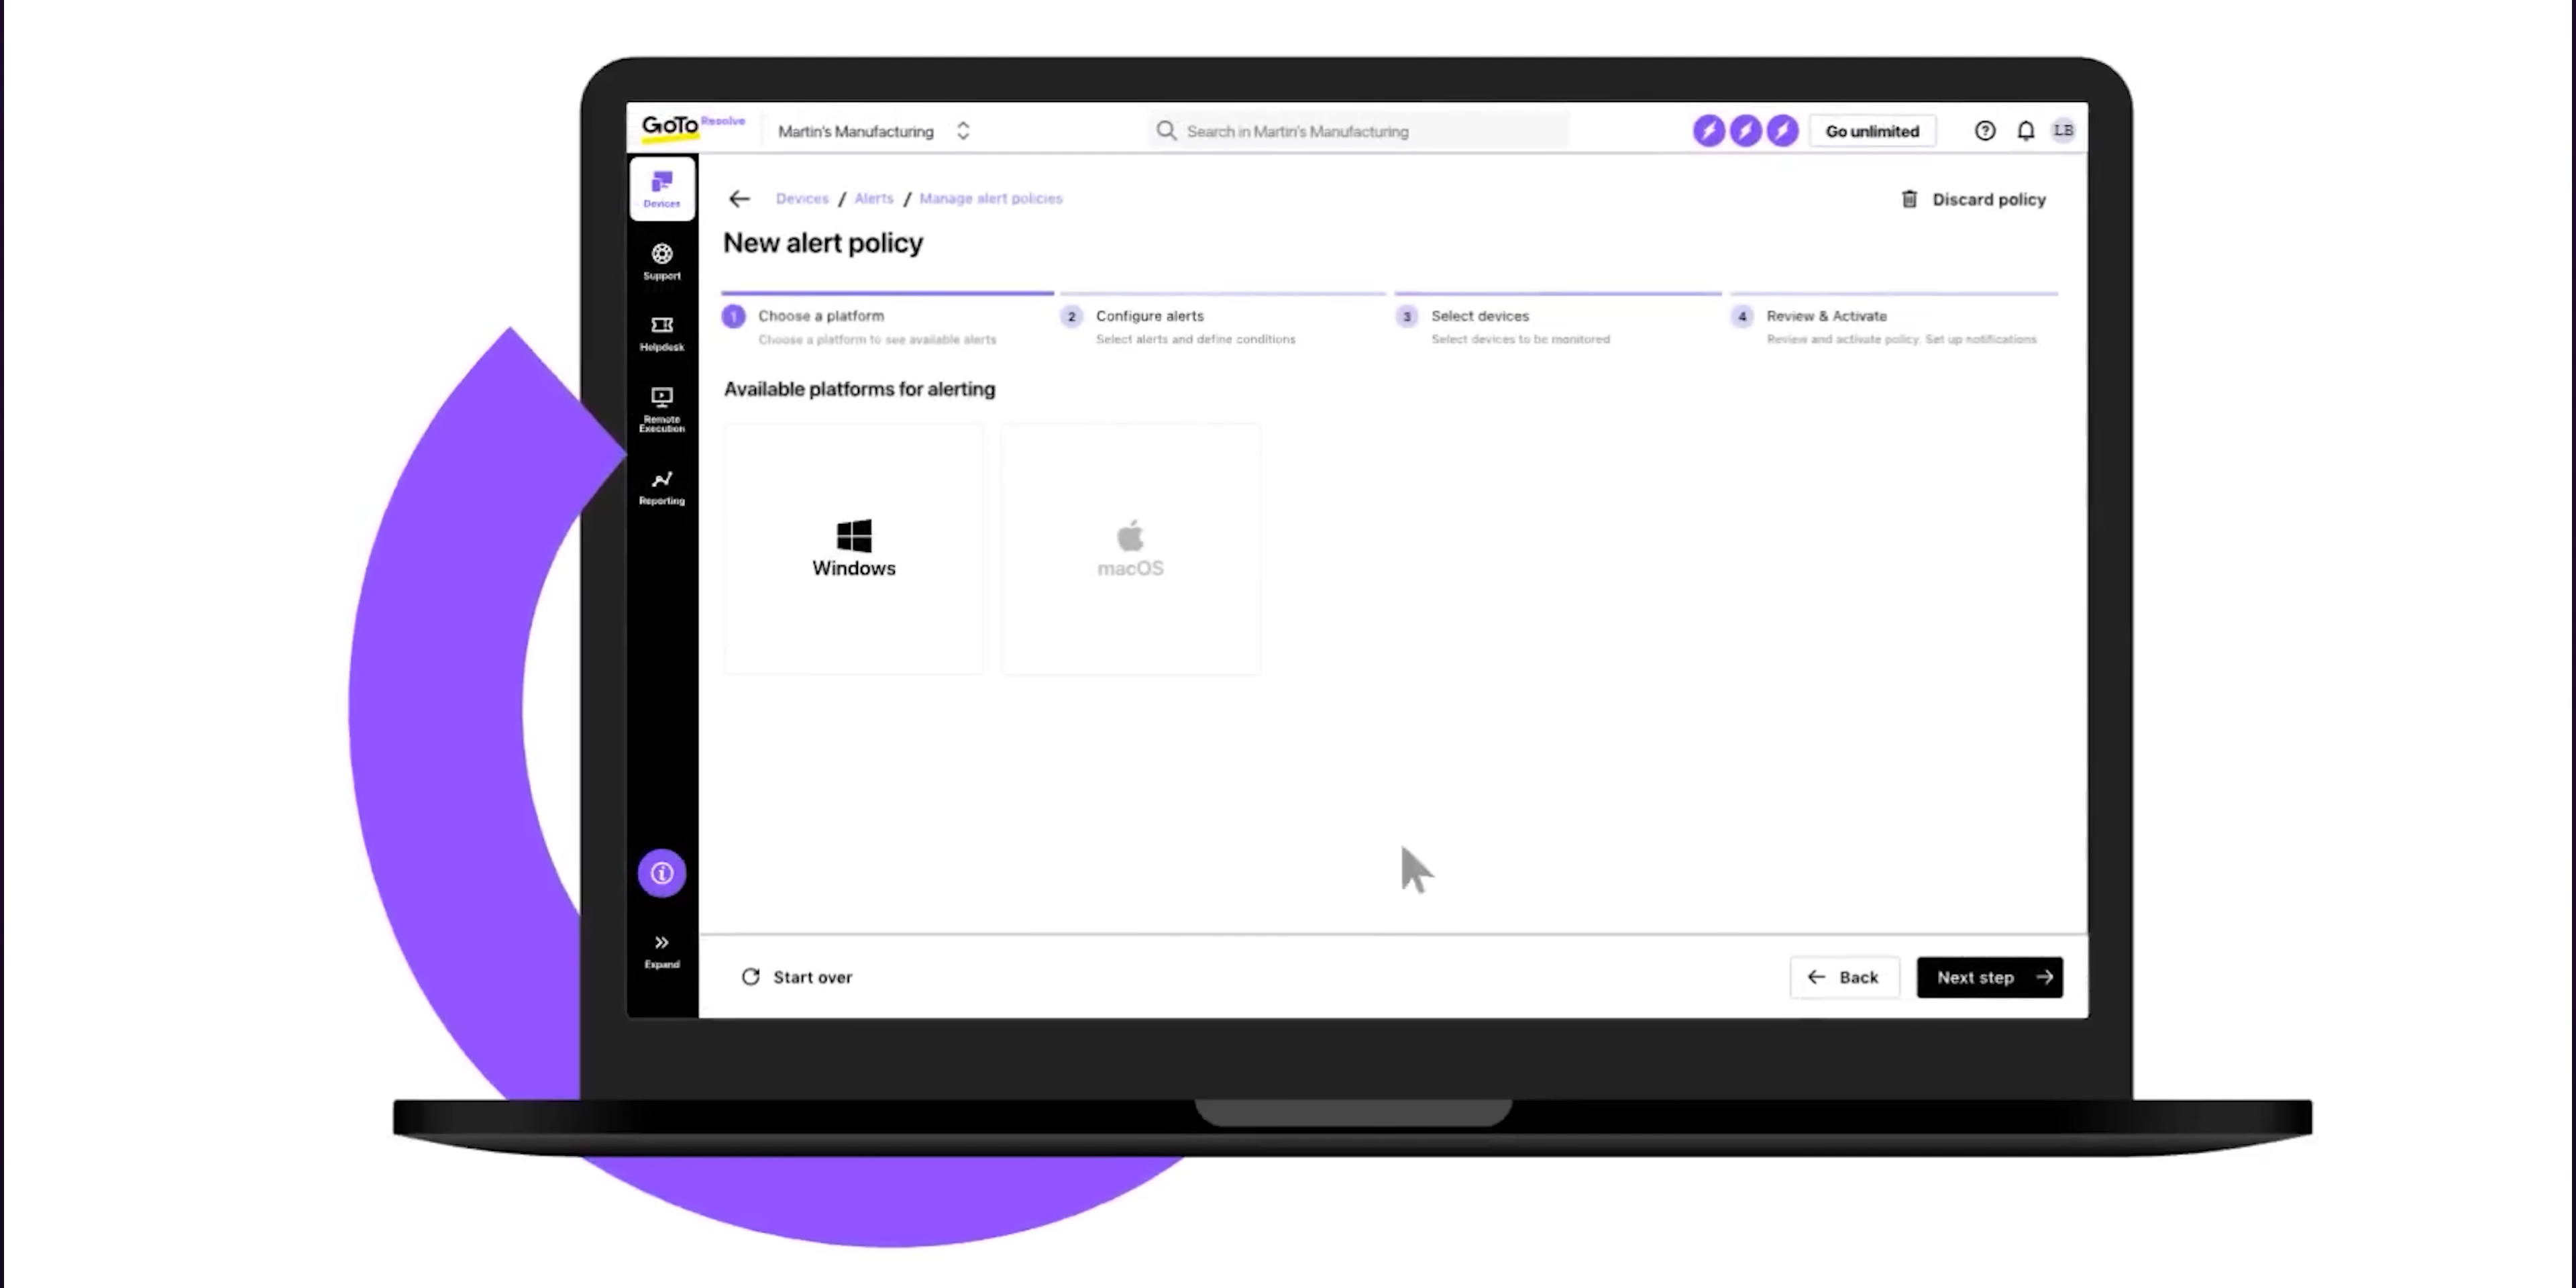 GoTo Resolve
Martin's Manufacturing
Search in Martin's Manufacturing
Go unlimited
LB
Devices
Support
Helpdesk
Remote
Execution
Reporting
Expand
Devices / Alerts / Manage alert policies
Discard policy
New alert policy
1 Choose a platform
Choose a platform to see available alerts
2 Configure alerts
Select alerts and define conditions
3 Select devices
Select devices to be monitored
4 Review & Activate
Review and activate policy. Set up notifications
Available platforms for alerting
Windows
macOS
Start over
Back
Next step